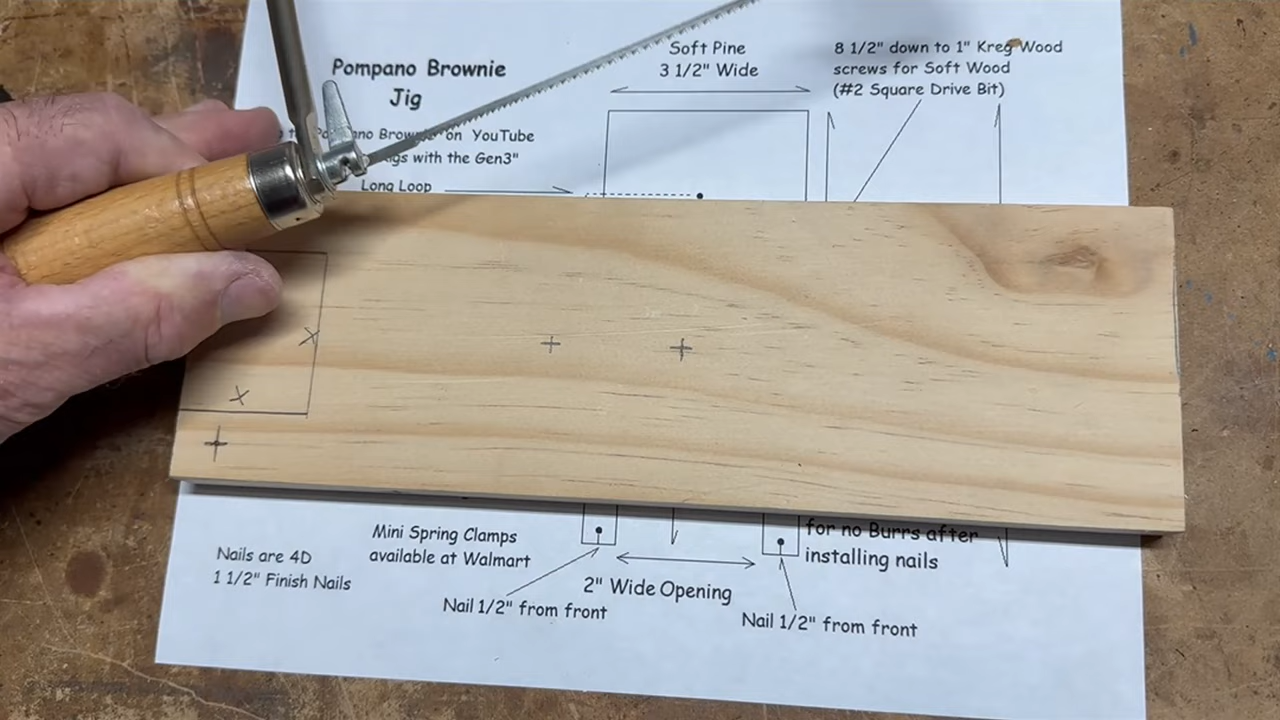 Pompano Brownie
Jig
Soft Pine
3 1/2" Wide
8 1/2" down to 1" Kreg Wood
screws for Soft Wood
(#2 Square Drive Bit)
on YouTube
with the Gen3"
Long Loop
Mini Spring Clamps
available at Walmart
Nails are 4D
1 1/2" Finish Nails
2" Wide Opening
Nail 1/2" from front
for no Burrs after
installing nails
Nail 1/2" from front